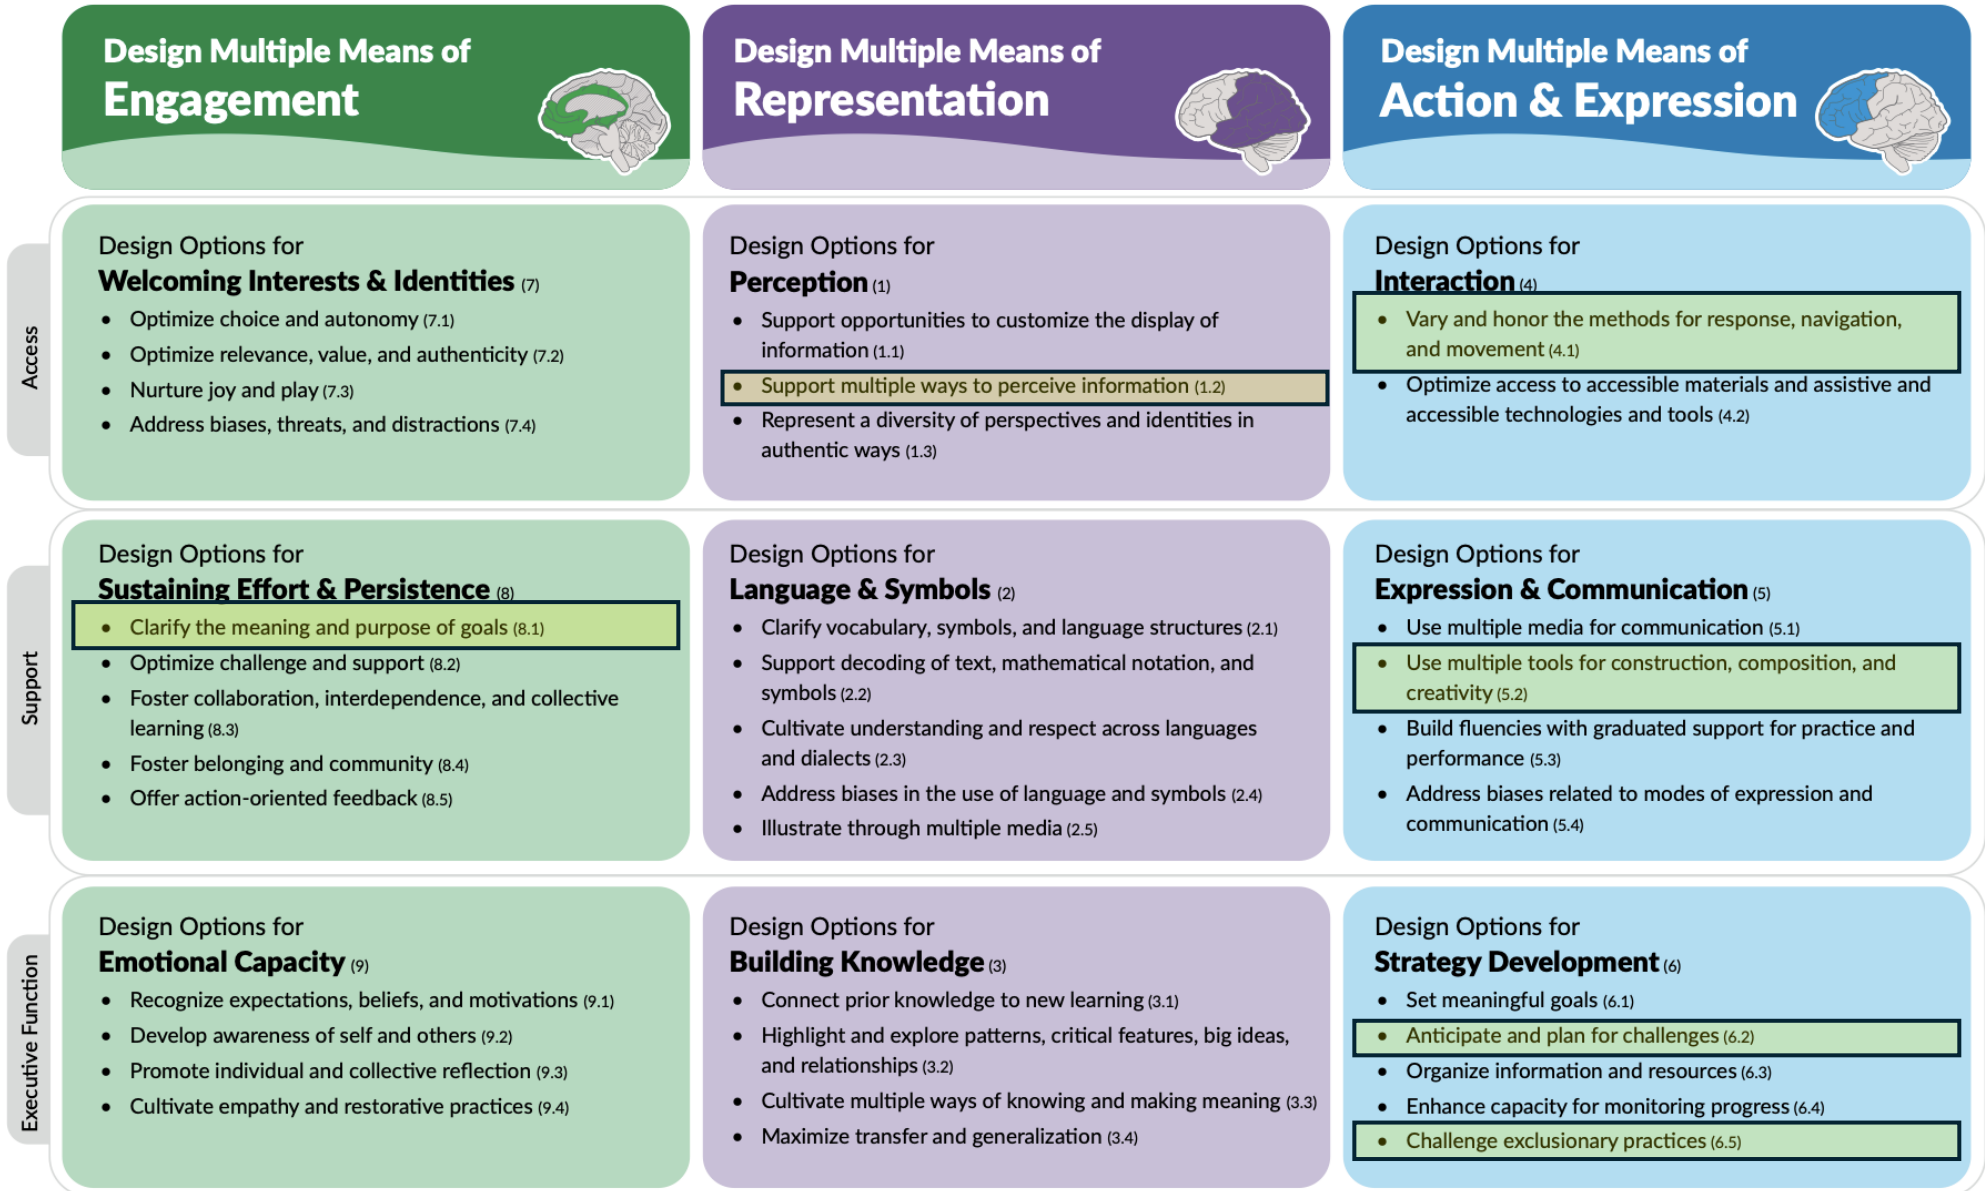 Design Multiple Means of
Engagement
Design Multiple Means of
Representation
Design Multiple Means of
Action & Expression
Access
Design Options for
Welcoming Interests & Identities (7)
• Optimize choice and autonomy (7.1)
• Optimize relevance, value, and authenticity (7.2)
• Nurture joy and play (7.3)
• Address biases, threats, and distractions (7.4)
Design Options for
Perception (1)
• Support opportunities to customize the display of
information (1.1)
• Support multiple ways to perceive information (1.2)
• Represent a diversity of perspectives and identities in
authentic ways (1.3)
Design Options for
Interaction (4)
• Vary and honor the methods for response, navigation,
and movement (4.1)
• Optimize access to accessible materials and assistive and
accessible technologies and tools (4.2)
Support
Design Options for
Sustaining Effort & Persistence (8)
• Clarify the meaning and purpose of goals (8.1)
• Optimize challenge and support (8.2)
• Foster collaboration, interdependence, and collective
learning (8.3)
• Foster belonging and community (8.4)
• Offer action-oriented feedback (8.5)
Design Options for
Language & Symbols (2)
• Clarify vocabulary, symbols, and language structures (2.1)
• Support decoding of text, mathematical notation, and
symbols (2.2)
• Cultivate understanding and respect across languages
and dialects (2.3)
• Address biases in the use of language and symbols (2.4)
• Illustrate through multiple media (2.5)
Design Options for
Expression & Communication (5)
• Use multiple media for communication (5.1)
• Use multiple tools for construction, composition, and
creativity (5.2)
• Build fluencies with graduated support for practice and
performance (5.3)
• Address biases related to modes of expression and
communication (5.4)
Executive Function
Design Options for
Emotional Capacity (9)
• Recognize expectations, beliefs, and motivations (9.1)
• Develop awareness of self and others (9.2)
• Promote individual and collective reflection (9.3)
• Cultivate empathy and restorative practices (9.4)
Design Options for
Building Knowledge (3)
• Connect prior knowledge to new learning (3.1)
• Highlight and explore patterns, critical features, big ideas,
and relationships (3.2)
• Cultivate multiple ways of knowing and making meaning (3.3)
• Maximize transfer and generalization (3.4)
Design Options for
Strategy Development (6)
• Set meaningful goals (6.1)
• Anticipate and plan for challenges (6.2)
• Organize information and resources (6.3)
• Enhance capacity for monitoring progress (6.4)
• Challenge exclusionary practices (6.5)